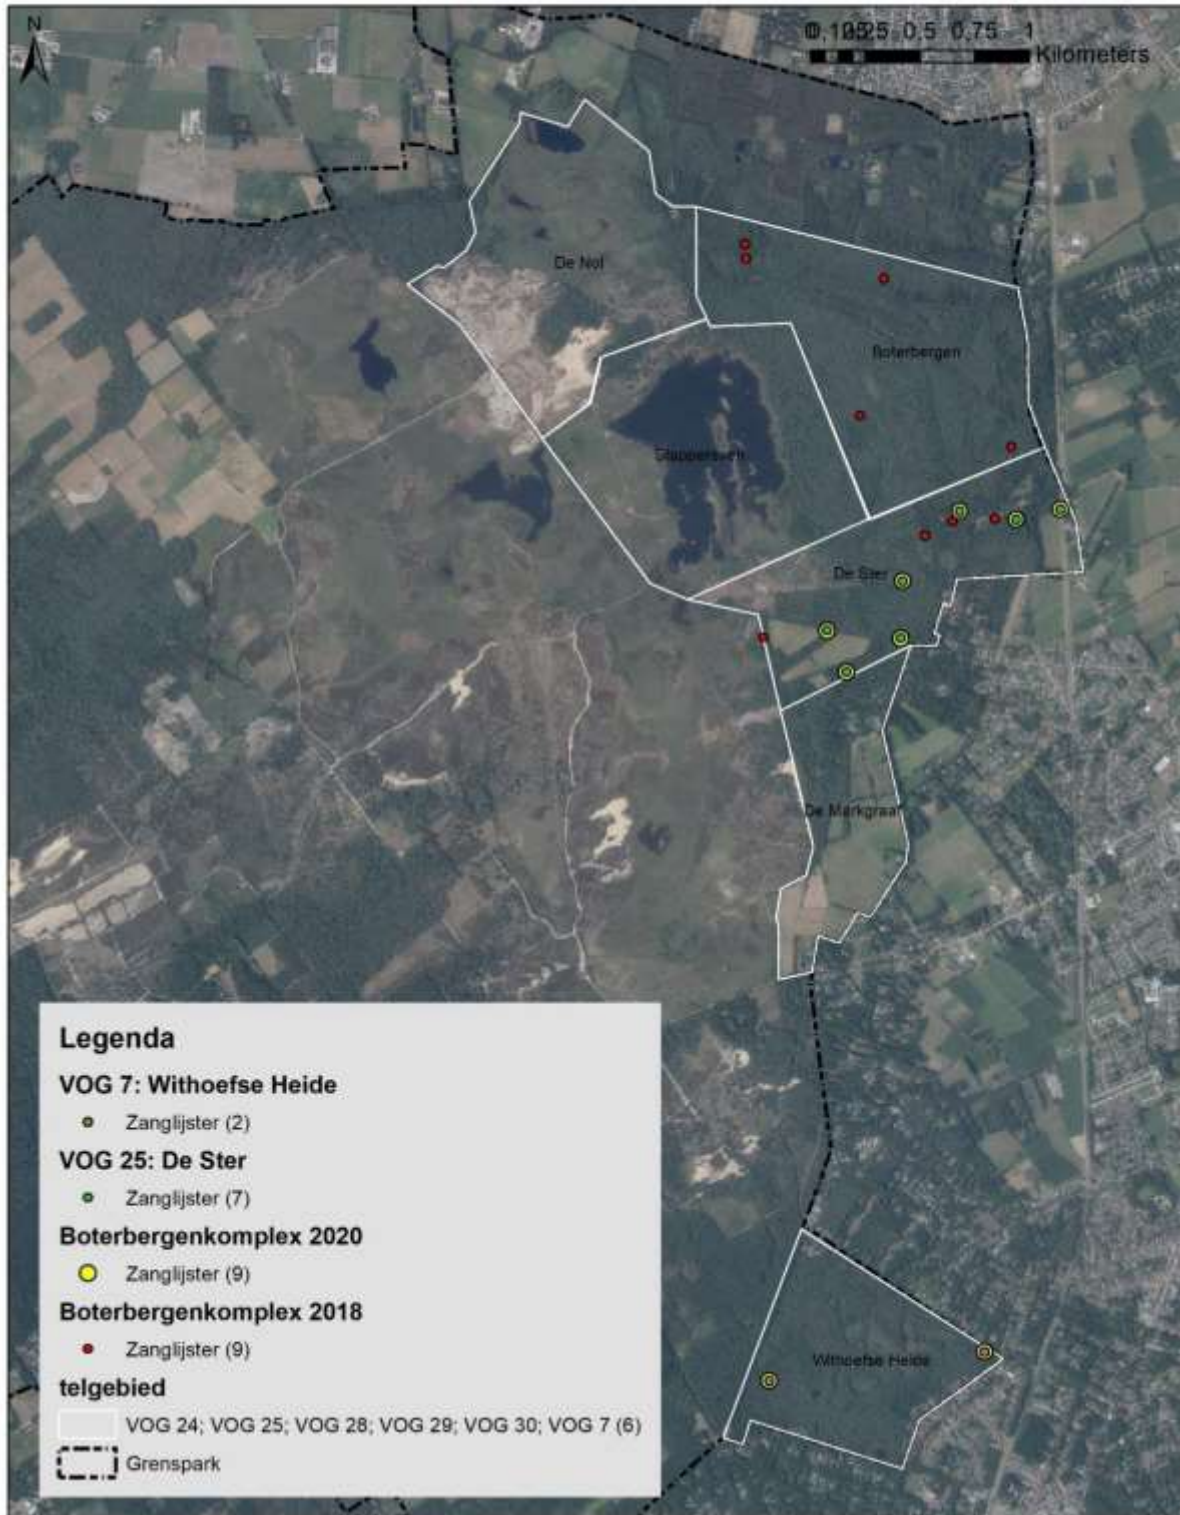 N
0,125 0,5 0,75 1
Kilometers
De Nol
Boterbergen
Stappersven
De Ster
De Markgraaf
Withoefse Heide
Legenda
VOG 7: Withoefse Heide
Zanglijster (2)
VOG 25: De Ster
Zanglijster (7)
Boterbergenkomplex 2020
Zanglijster (9)
Boterbergenkomplex 2018
Zanglijster (9)
telgebied
VOG 24; VOG 25; VOG 28; VOG 29; VOG 30; VOG 7 (6)
Grenspark